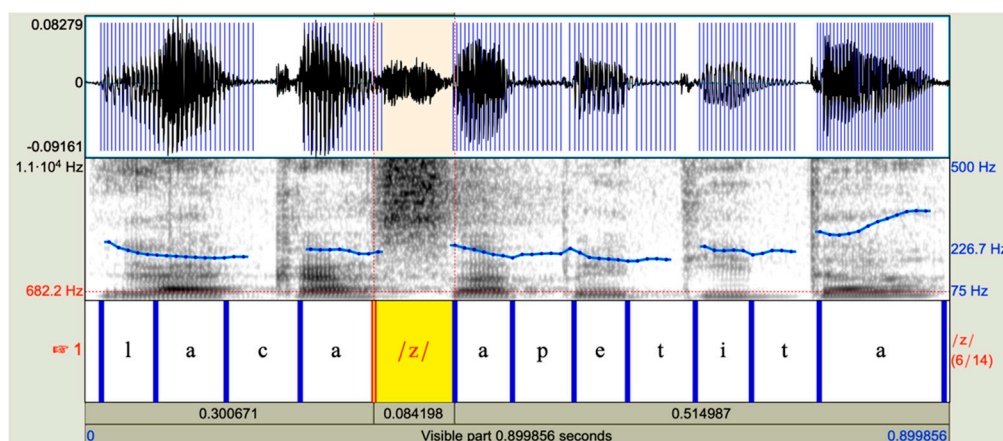 0.08279
0
-0.09161
1.1·10⁴ Hz
500 Hz
226.7 Hz
682.2 Hz
75 Hz
☞ 1
l a c a /z/ a p e t i t a
/z/
(6/14)
0.300671 0.084198 0.514987
0 Visible part 0.899856 seconds 0.899856